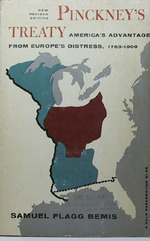 NEW
REVISED
EDITION
PINCKNEY'S
TREATY
AMERICA'S ADVANTAGE
FROM EUROPE'S DISTRESS, 1783-1800
SAMUEL FLAGG BEMIS